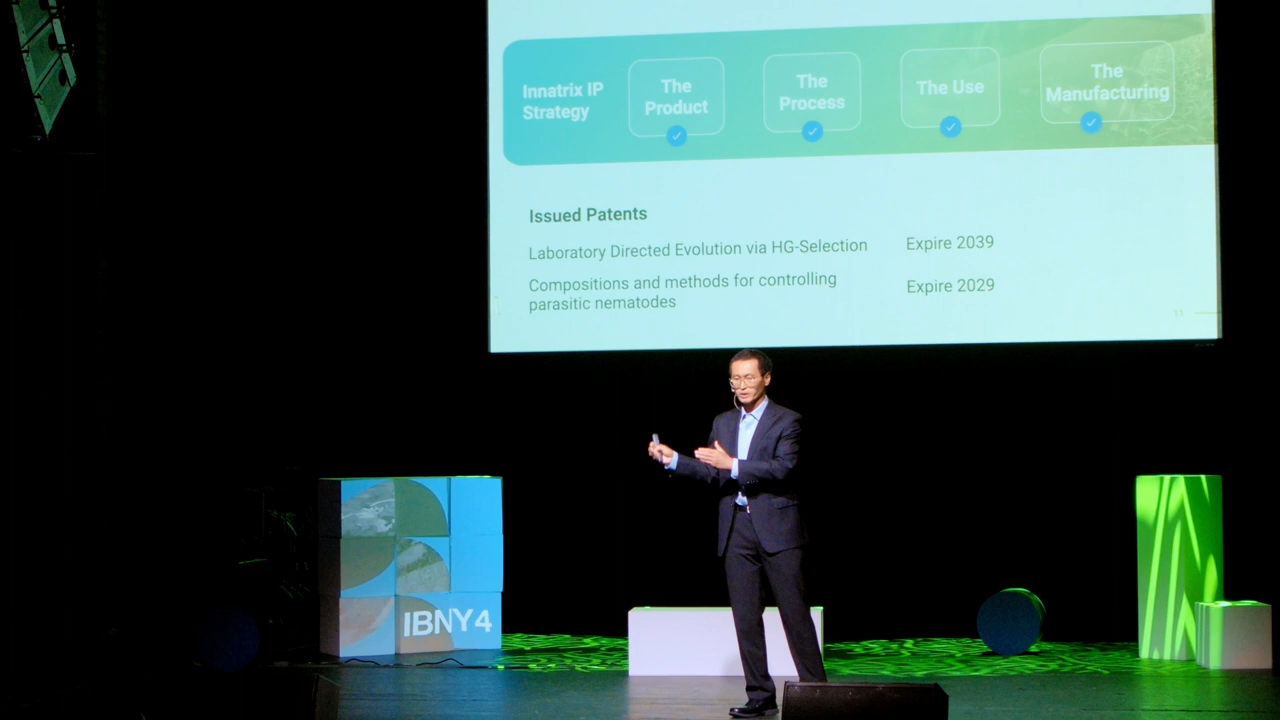 Innatrix IP
Strategy
The
Product
The
Process
The Use
The
Manufacturing
Issued Patents
Laboratory Directed Evolution via HG-Selection
Expire 2039
Compositions and methods for controlling
parasitic nematodes
Expire 2029
11
IBNY4